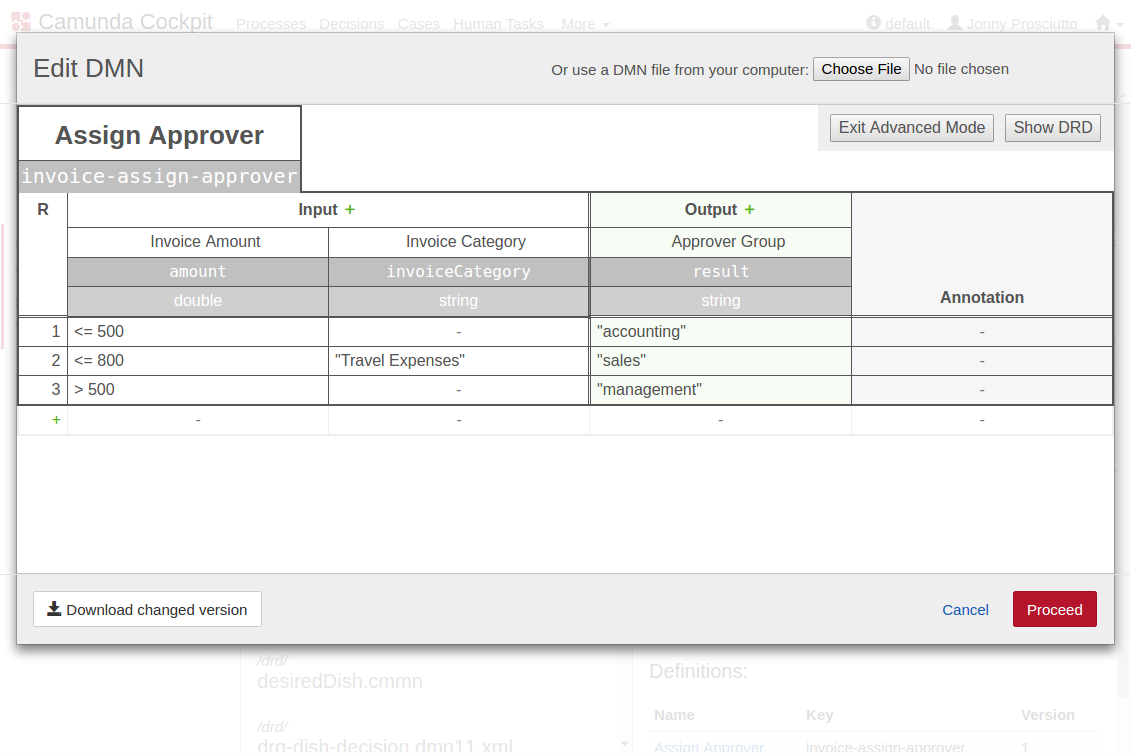 Camunda Cockpit Processes Decisions Cases Human Tasks More default Jonny Prosciutto
Edit DMN
Or use a DMN file from your computer: Choose File No file chosen
Assign Approver
Exit Advanced Mode Show DRD
invoice-assign-approver
R Input + Output +
Invoice Amount Invoice Category Approver Group
amount invoiceCategory result
double string string Annotation
1 <= 500 - "accounting" -
2 <= 800 "Travel Expenses" "sales" -
3 > 500 - "management" -
+ - - - -
Download changed version Cancel Proceed
/drd/
desiredDish.cmmn
Definitions:
Name Key Version
/drd/
drg-dish-decision.dmn11.xml
Assign Approver invoice-assign-approver 1